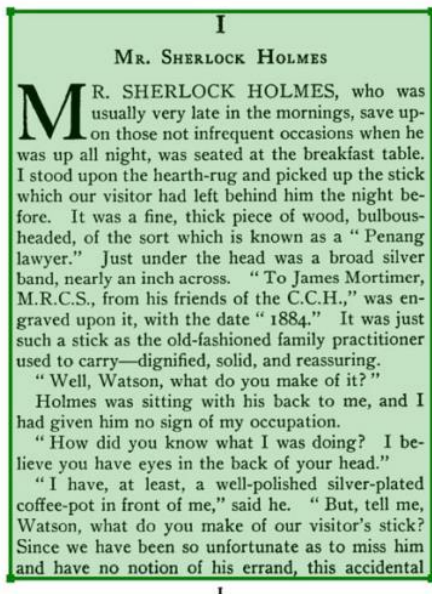 I
MR. SHERLOCK HOLMES
MR. SHERLOCK HOLMES, who was
usually very late in the mornings, save up-
on those not infrequent occasions when he
was up all night, was seated at the breakfast table.
I stood upon the hearth-rug and picked up the stick
which our visitor had left behind him the night be-
fore. It was a fine, thick piece of wood, bulbous-
headed, of the sort which is known as a “ Penang
lawyer.” Just under the head was a broad silver
band, nearly an inch across. “ To James Mortimer,
M.R.C.S., from his friends of the C.C.H.,” was en-
graved upon it, with the date “ 1884.” It was just
such a stick as the old-fashioned family practitioner
used to carry—dignified, solid, and reassuring.
“ Well, Watson, what do you make of it? ”
Holmes was sitting with his back to me, and I
had given him no sign of my occupation.
“ How did you know what I was doing? I be-
lieve you have eyes in the back of your head.”
“ I have, at least, a well-polished silver-plated
coffee-pot in front of me,” said he. “ But, tell me,
Watson, what do you make of our visitor’s stick?
Since we have been so unfortunate as to miss him
and have no notion of his errand, this accidental
I